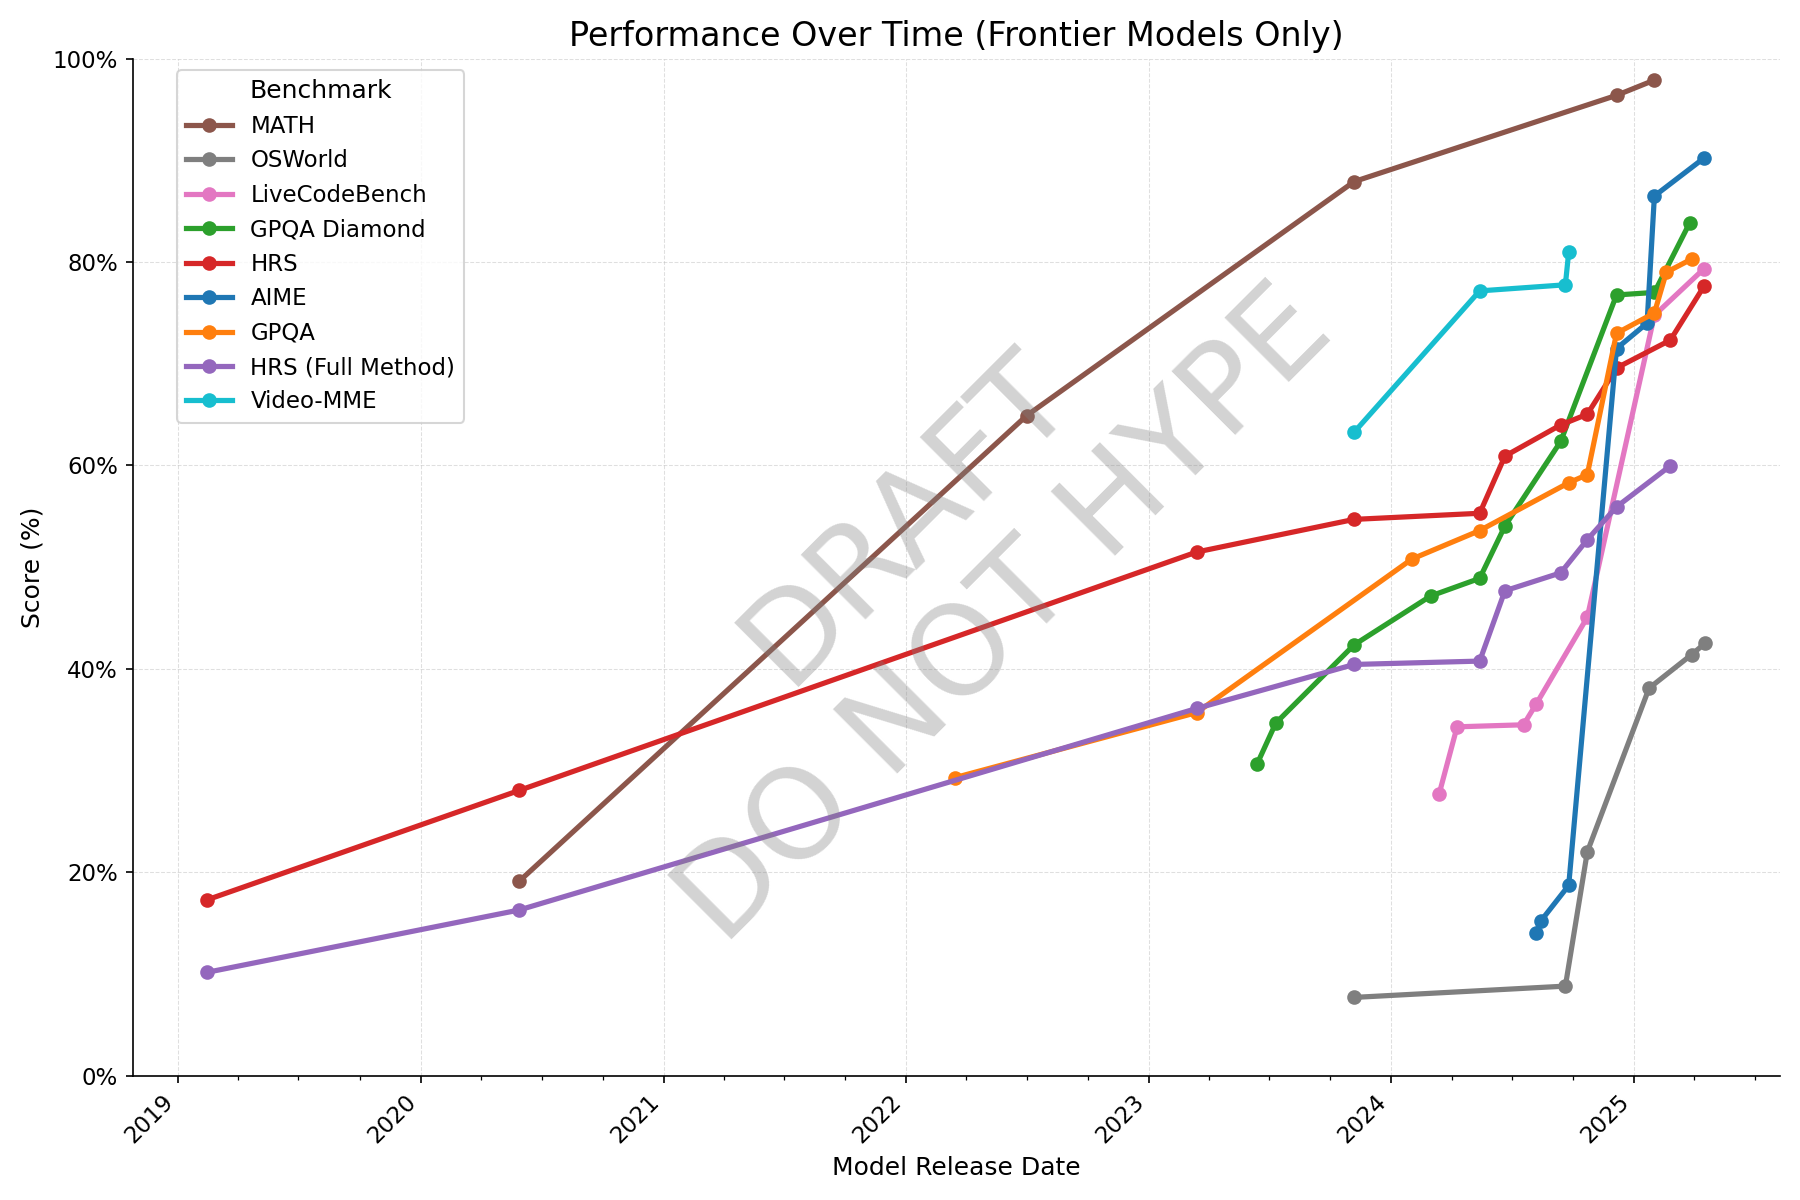 Performance Over Time (Frontier Models Only)
100%
80%
60%
40%
20%
0%
Score (%)
Benchmark
MATH
OSWorld
LiveCodeBench
GPQA Diamond
HRS
AIME
GPQA
HRS (Full Method)
Video-MME
DRAFT
DO NOT HYPE
2019
2020
2021
2022
2023
2024
2025
Model Release Date